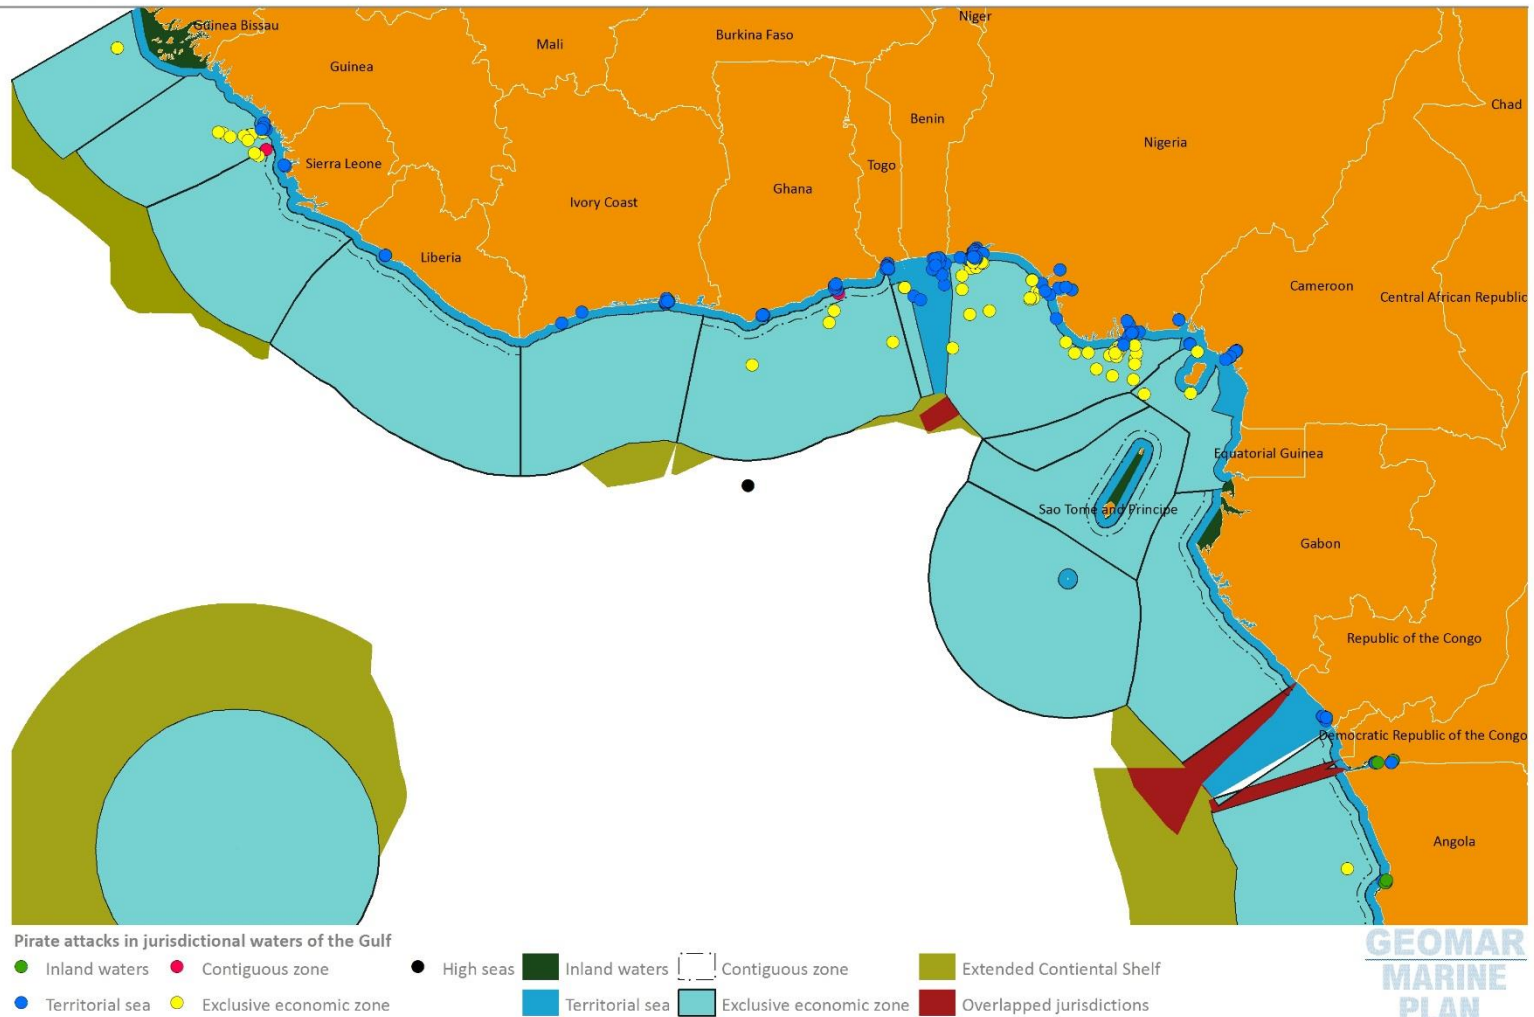 Niger
Guinea Bissau
Burkina Faso
Mali
Guinea
Chad
Benin
Nigeria
Sierra Leone
Togo
Ghana
Ivory Coast
Liberia
Cameroon
Central African Republic
Equatorial Guinea
Sao Tome and Principe
Gabon
Republic of the Congo
Democratic Republic of the Congo
Angola
Pirate attacks in jurisdictional waters of the Gulf
Inland waters
Contiguous zone
High seas
Inland waters
Contiguous zone
Extended Contiental Shelf
Territorial sea
Exclusive economic zone
Territorial sea
Exclusive economic zone
Overlapped jurisdictions
GEOMAR
MARINE
PLAN